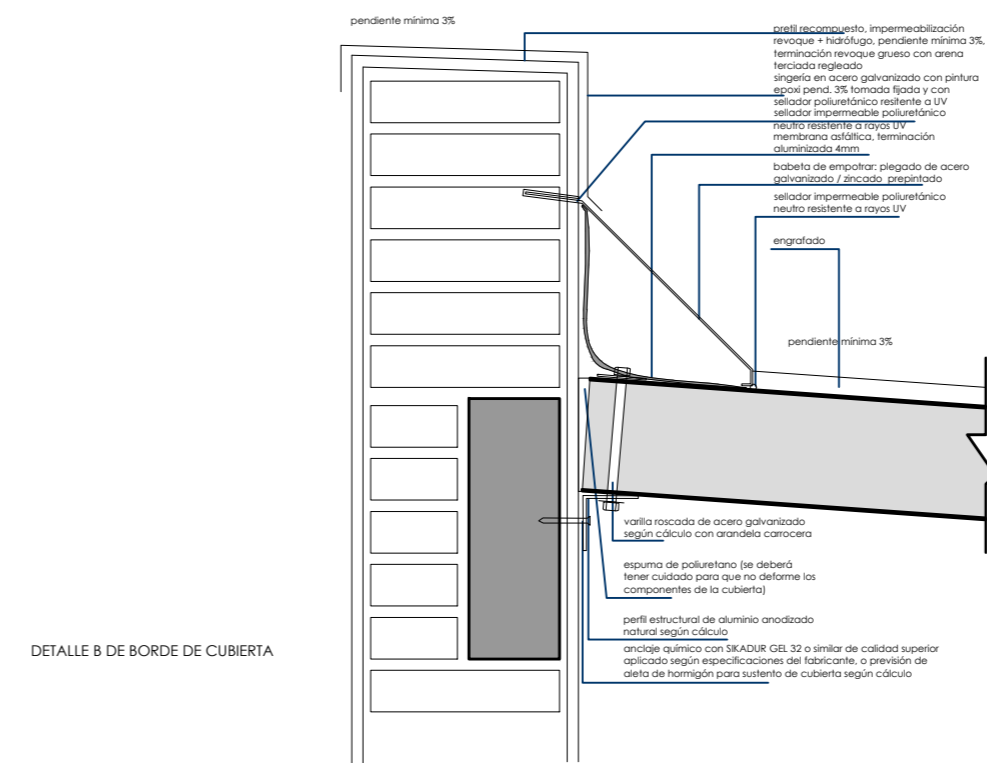 pendiente mínima 3%
pretil recompuesto, impermeabilización
revoque + hidrófugo, pendiente mínima 3%,
terminación revoque grueso con arena
terciada regleado
singería en acero galvanizado con pintura
epoxi pend. 3% tomada fijada y con
sellador poliuretánico resitente a UV
sellador impermeable poliuretánico
neutro resistente a rayos UV
membrana asfáltica, terminación
aluminizada 4mm
babeta de empotrar: plegado de acero
galvanizado / zincado prepintado
sellador impermeable poliuretánico
neutro resistente a rayos UV
engrafado
pendiente mínima 3%
varilla roscada de acero galvanizado
según cálculo con arandela carrocera
espuma de poliuretano (se deberá
tener cuidado para que no deforme los
componentes de la cubierta)
perfil estructural de aluminio anodizado
natural según cálculo
anclaje químico con SIKADUR GEL 32 o similar de calidad superior
aplicado según especificaciones del fabricante, o previsión de
aleta de hormigón para sustento de cubierta según cálculo
DETALLE B DE BORDE DE CUBIERTA